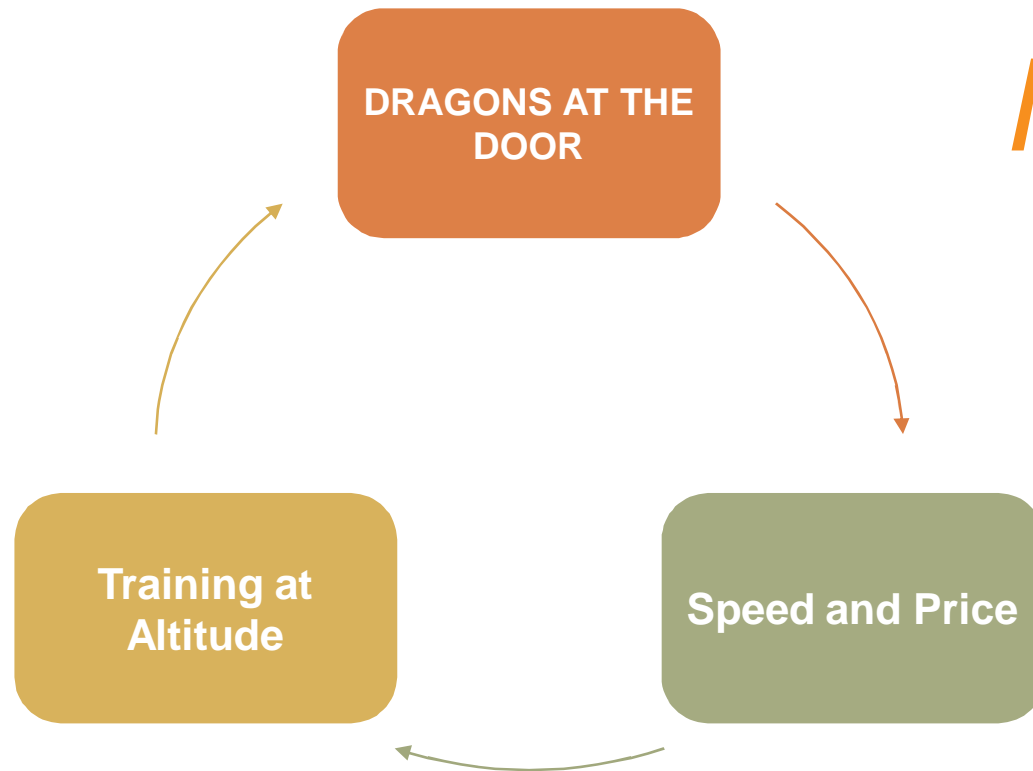 DRAGONS AT THE
DOOR
Training at
Altitude
Speed and Price